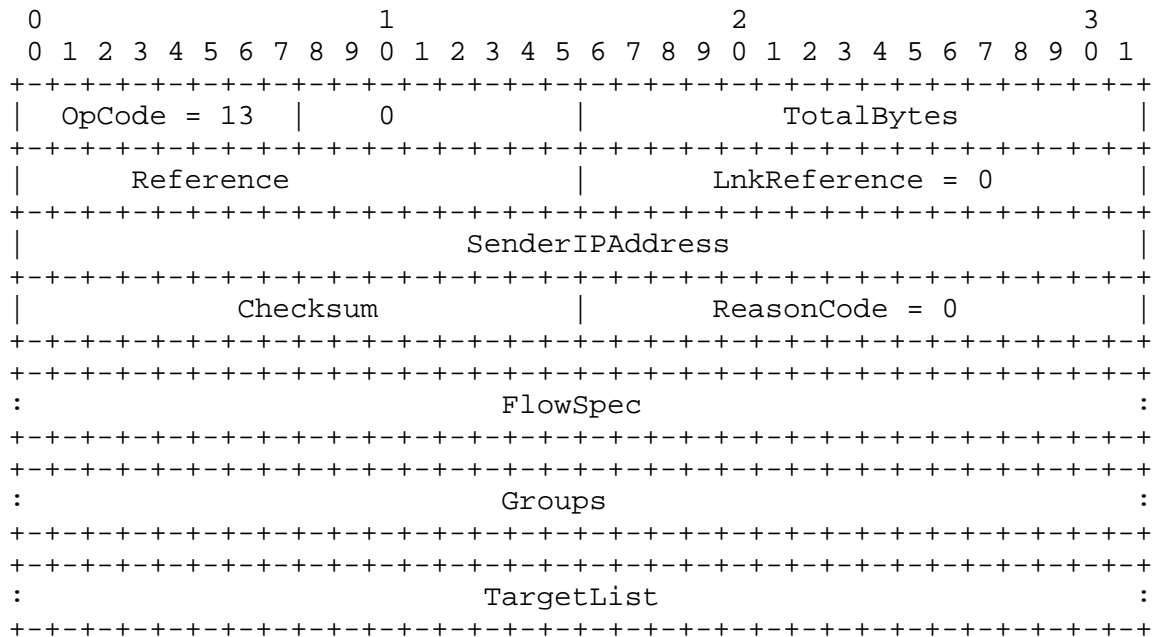 0                   1                   2                   3
 0 1 2 3 4 5 6 7 8 9 0 1 2 3 4 5 6 7 8 9 0 1 2 3 4 5 6 7 8 9 0 1
+-+-+-+-+-+-+-+-+-+-+-+-+-+-+-+-+-+-+-+-+-+-+-+-+-+-+-+-+-+-+-+-+
|  OpCode = 13  |    0          |           TotalBytes          |
+-+-+-+-+-+-+-+-+-+-+-+-+-+-+-+-+-+-+-+-+-+-+-+-+-+-+-+-+-+-+-+-+
|      Reference                |       LnkReference = 0        |
+-+-+-+-+-+-+-+-+-+-+-+-+-+-+-+-+-+-+-+-+-+-+-+-+-+-+-+-+-+-+-+-+
|                         SenderIPAddress                       |
+-+-+-+-+-+-+-+-+-+-+-+-+-+-+-+-+-+-+-+-+-+-+-+-+-+-+-+-+-+-+-+-+
|            Checksum           |       ReasonCode = 0          |
+-+-+-+-+-+-+-+-+-+-+-+-+-+-+-+-+-+-+-+-+-+-+-+-+-+-+-+-+-+-+-+-+
+-+-+-+-+-+-+-+-+-+-+-+-+-+-+-+-+-+-+-+-+-+-+-+-+-+-+-+-+-+-+-+-+
:                           FlowSpec                            :
+-+-+-+-+-+-+-+-+-+-+-+-+-+-+-+-+-+-+-+-+-+-+-+-+-+-+-+-+-+-+-+-+
+-+-+-+-+-+-+-+-+-+-+-+-+-+-+-+-+-+-+-+-+-+-+-+-+-+-+-+-+-+-+-+-+
:                           Groups                              :
+-+-+-+-+-+-+-+-+-+-+-+-+-+-+-+-+-+-+-+-+-+-+-+-+-+-+-+-+-+-+-+-+
+-+-+-+-+-+-+-+-+-+-+-+-+-+-+-+-+-+-+-+-+-+-+-+-+-+-+-+-+-+-+-+-+
:                          TargetList                           :
+-+-+-+-+-+-+-+-+-+-+-+-+-+-+-+-+-+-+-+-+-+-+-+-+-+-+-+-+-+-+-+-+